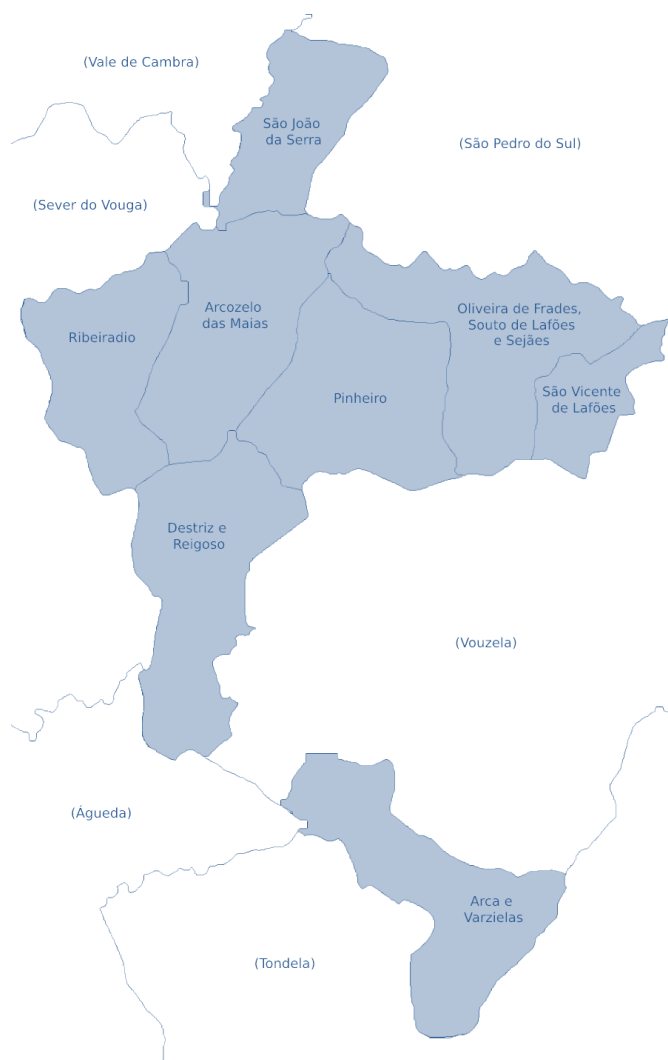 (Vale de Cambra)
São João
da Serra
(São Pedro do Sul)
(Sever do Vouga)
Arcozelo
das Maias
Oliveira de Frades,
Souto de Lafões
e Sejães
Ribeiradio
Pinheiro
São Vicente
de Lafões
Destriz e
Reigoso
(Vouzela)
(Águeda)
Arca e
Varzielas
(Tondela)